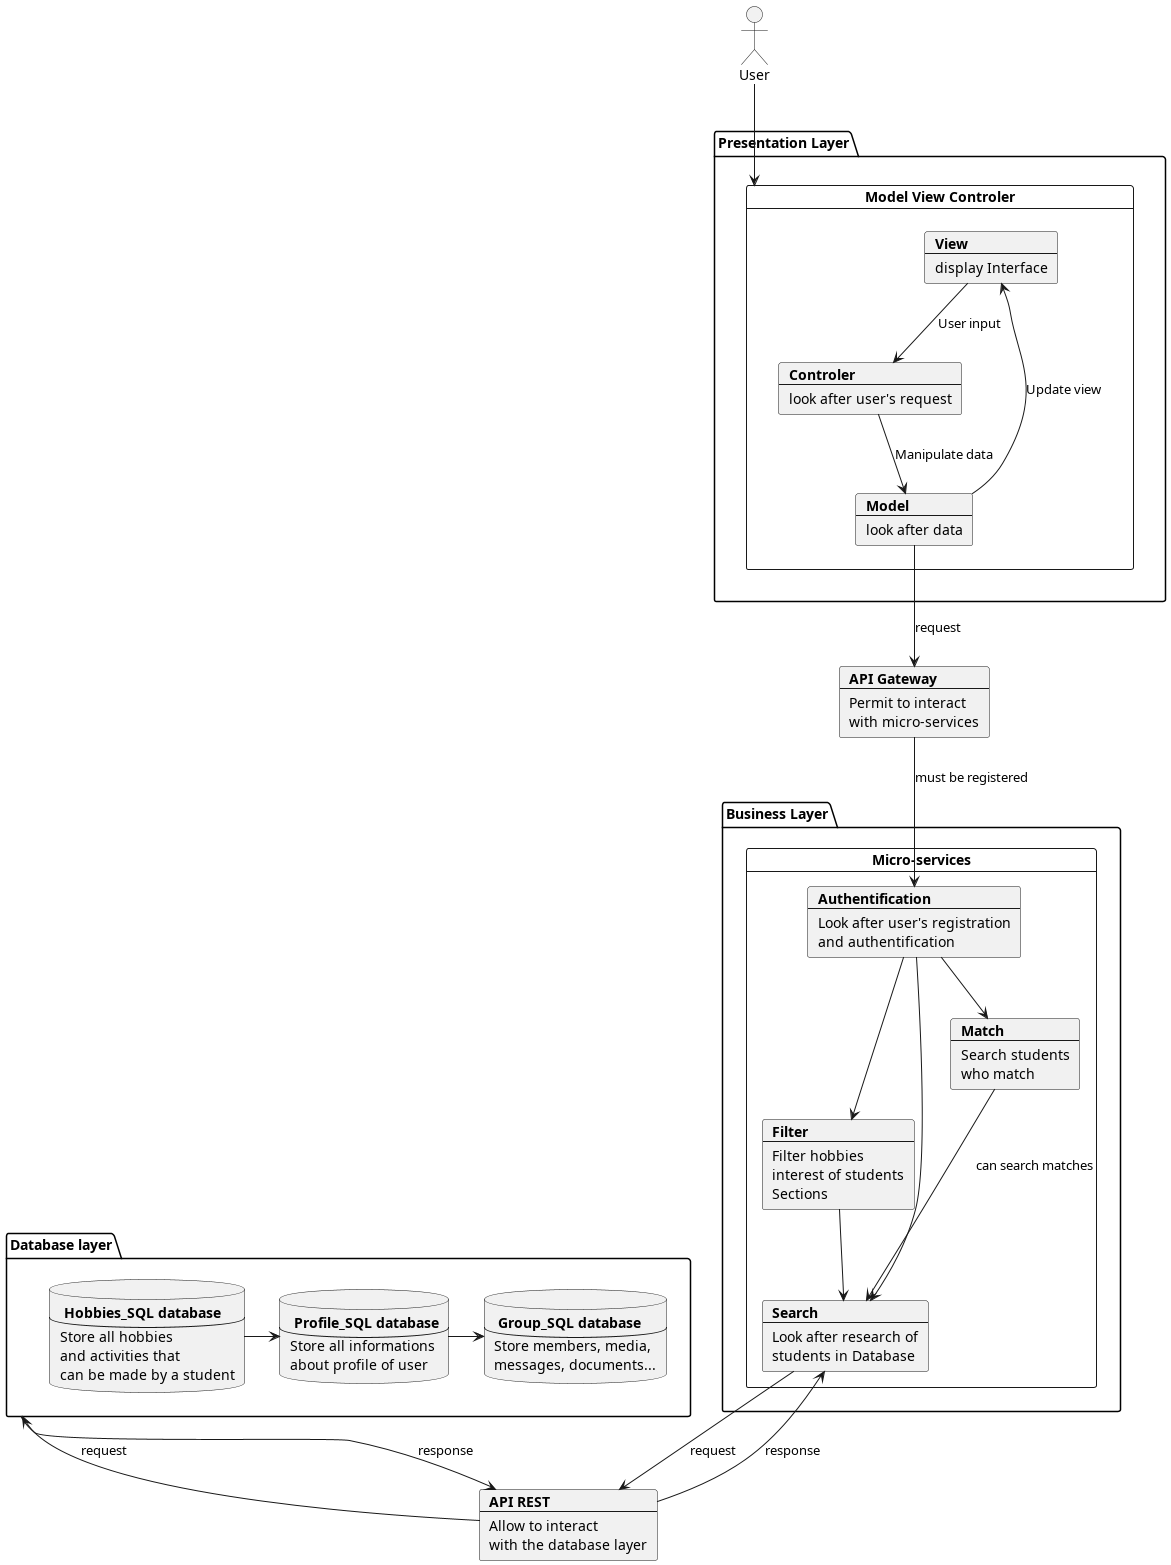 User
Presentation Layer
Model View Controler
View
display Interface
User input
Controler
look after user's request
Update view
Manipulate data
Model
look after data
request
API Gateway
Permit to interact
with micro-services
must be registered
Business Layer
Micro-services
Authentification
Look after user's registration
and authentification
Match
Search students
who match
Filter
Filter hobbies
interest of students
Sections
can search matches
Search
Look after research of
students in Database
Database layer
Hobbies_SQL database
Store all hobbies
and activities that
can be made by a student
Profile_SQL database
Store all informations
about profile of user
Group_SQL database
Store members, media,
messages, documents...
request
response
request
response
API REST
Allow to interact
with the database layer